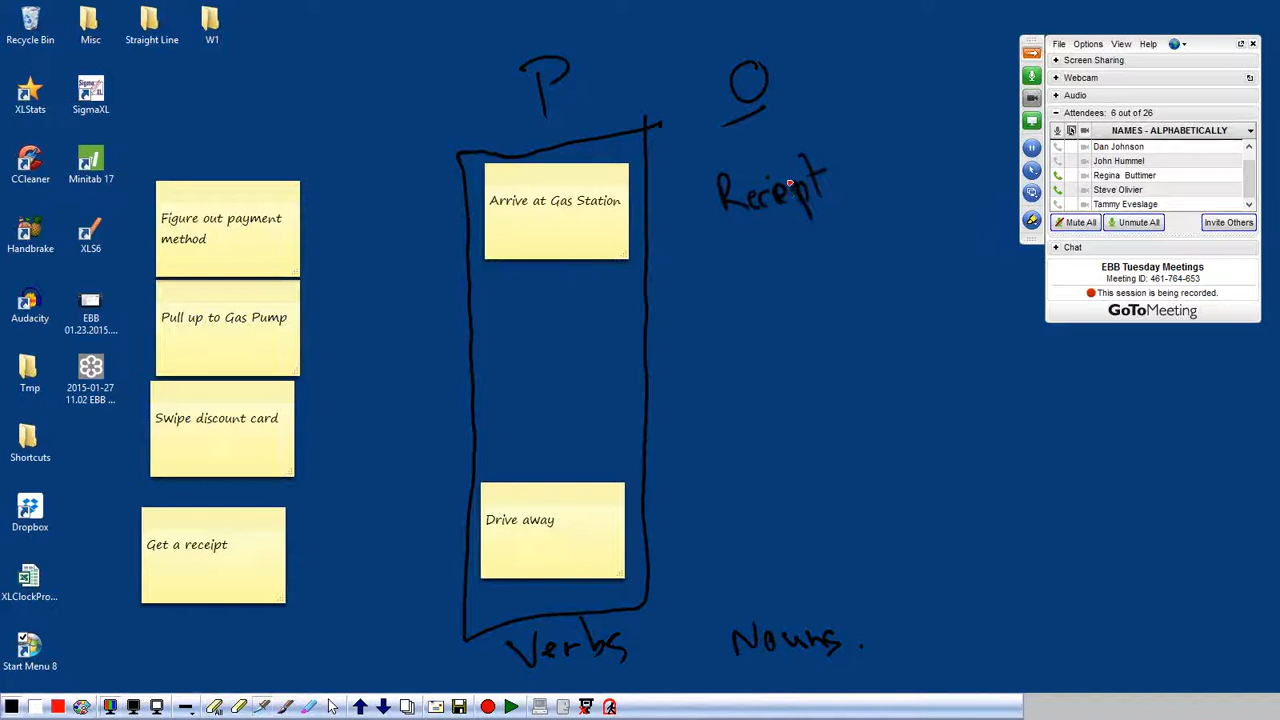 Recycle Bin
Misc
Straight Line
W1
XLStats
SigmaXL
CCleaner
Minitab 17
Handbrake
XLS6
Audacity
EBB
01.23.2015....
Tmp
2015-01-27
11.02 EBB ...
Shortcuts
Dropbox
XLClockPro...
Start Menu 8
Figure out payment
method
Pull up to Gas Pump
Swipe discount card
Get a receipt
P
O
Arrive at Gas Station
Reciept
Drive away
Verbs
Nouns.
File Options View Help
Screen Sharing
Webcam
Audio
Attendees: 6 out of 26
NAMES - ALPHABETICALLY
Dan Johnson
John Hummel
Regina Buttimer
Steve Olivier
Tammy Eveslage
Mute All
Unmute All
Invite Others
Chat
EBB Tuesday Meetings
Meeting ID: 461-764-653
This session is being recorded.
GoToMeeting